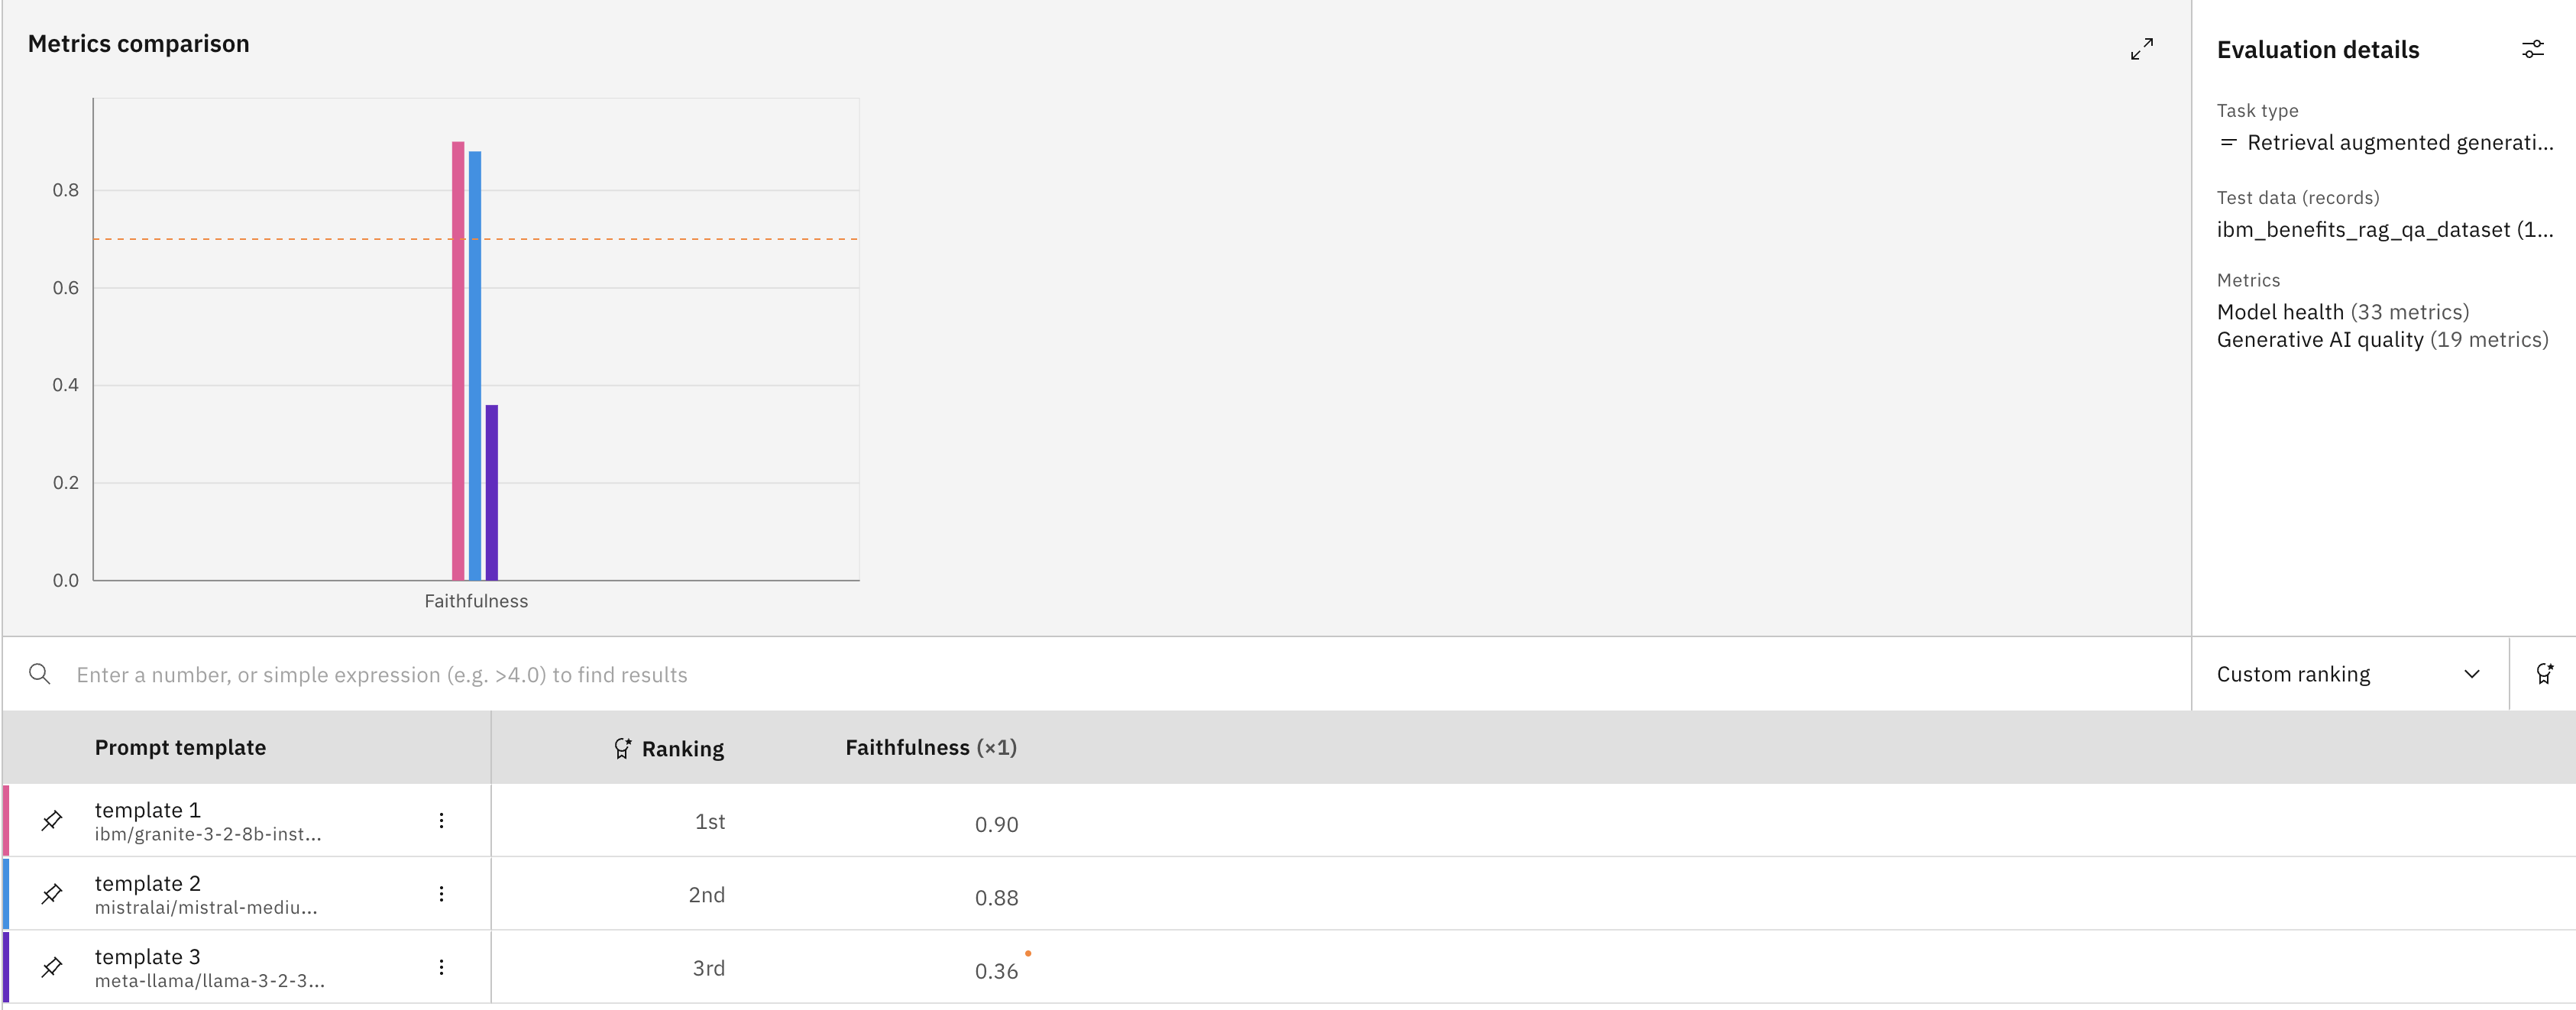 Metrics comparison
0.8
0.6
0.4
0.2
0.0
Faithfulness
Evaluation details
Task type
Retrieval augmented generati...
Test data (records)
ibm_benefits_rag_qa_dataset (1...
Metrics
Model health (33 metrics)
Generative AI quality (19 metrics)
Enter a number, or simple expression (e.g. >4.0) to find results
Custom ranking
Prompt template Ranking Faithfulness (×1)
template 1
ibm/granite-3-2-8b-inst...
1st 0.90
template 2
mistralai/mistral-mediu...
2nd 0.88
template 3
meta-llama/llama-3-2-3...
3rd 0.36